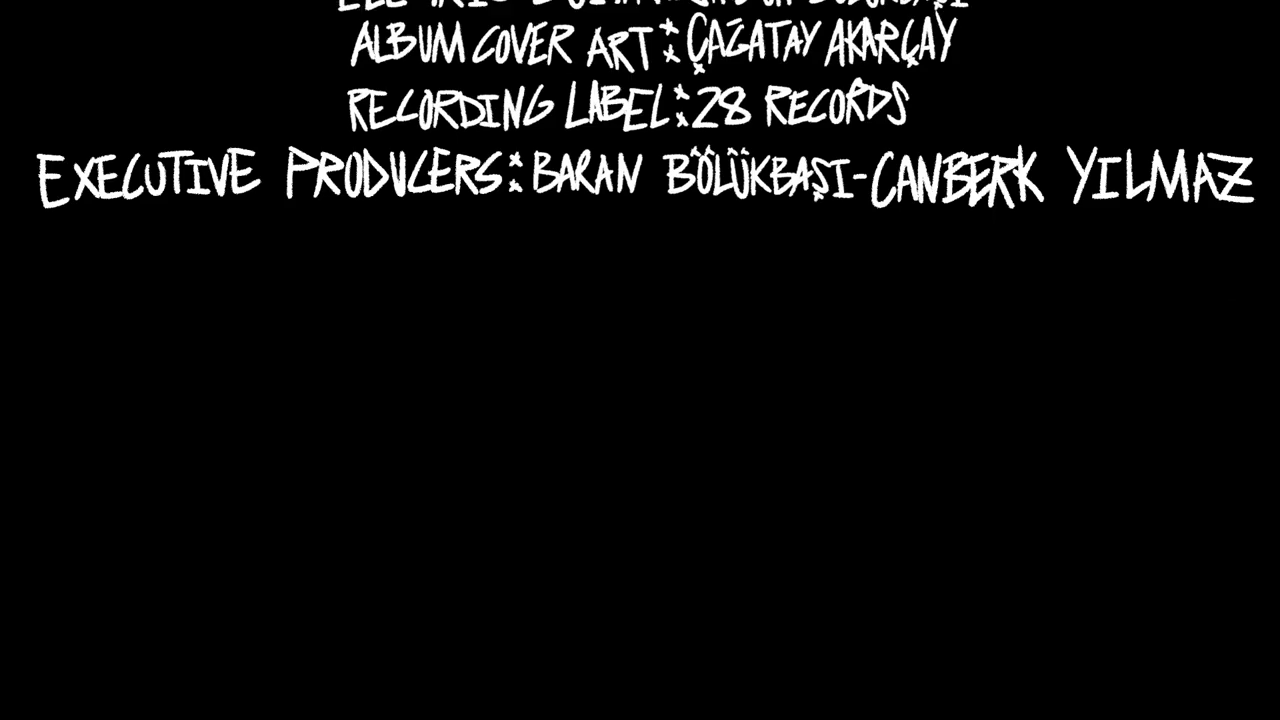 ALBUM COVER ART: ÇAĞATAY AKARÇAY
RECORDING LABEL: 28 RECORDS
EXECUTIVE PRODUCERS: BARAN BÖLÜKBAŞI-CANBERK YILMAZ